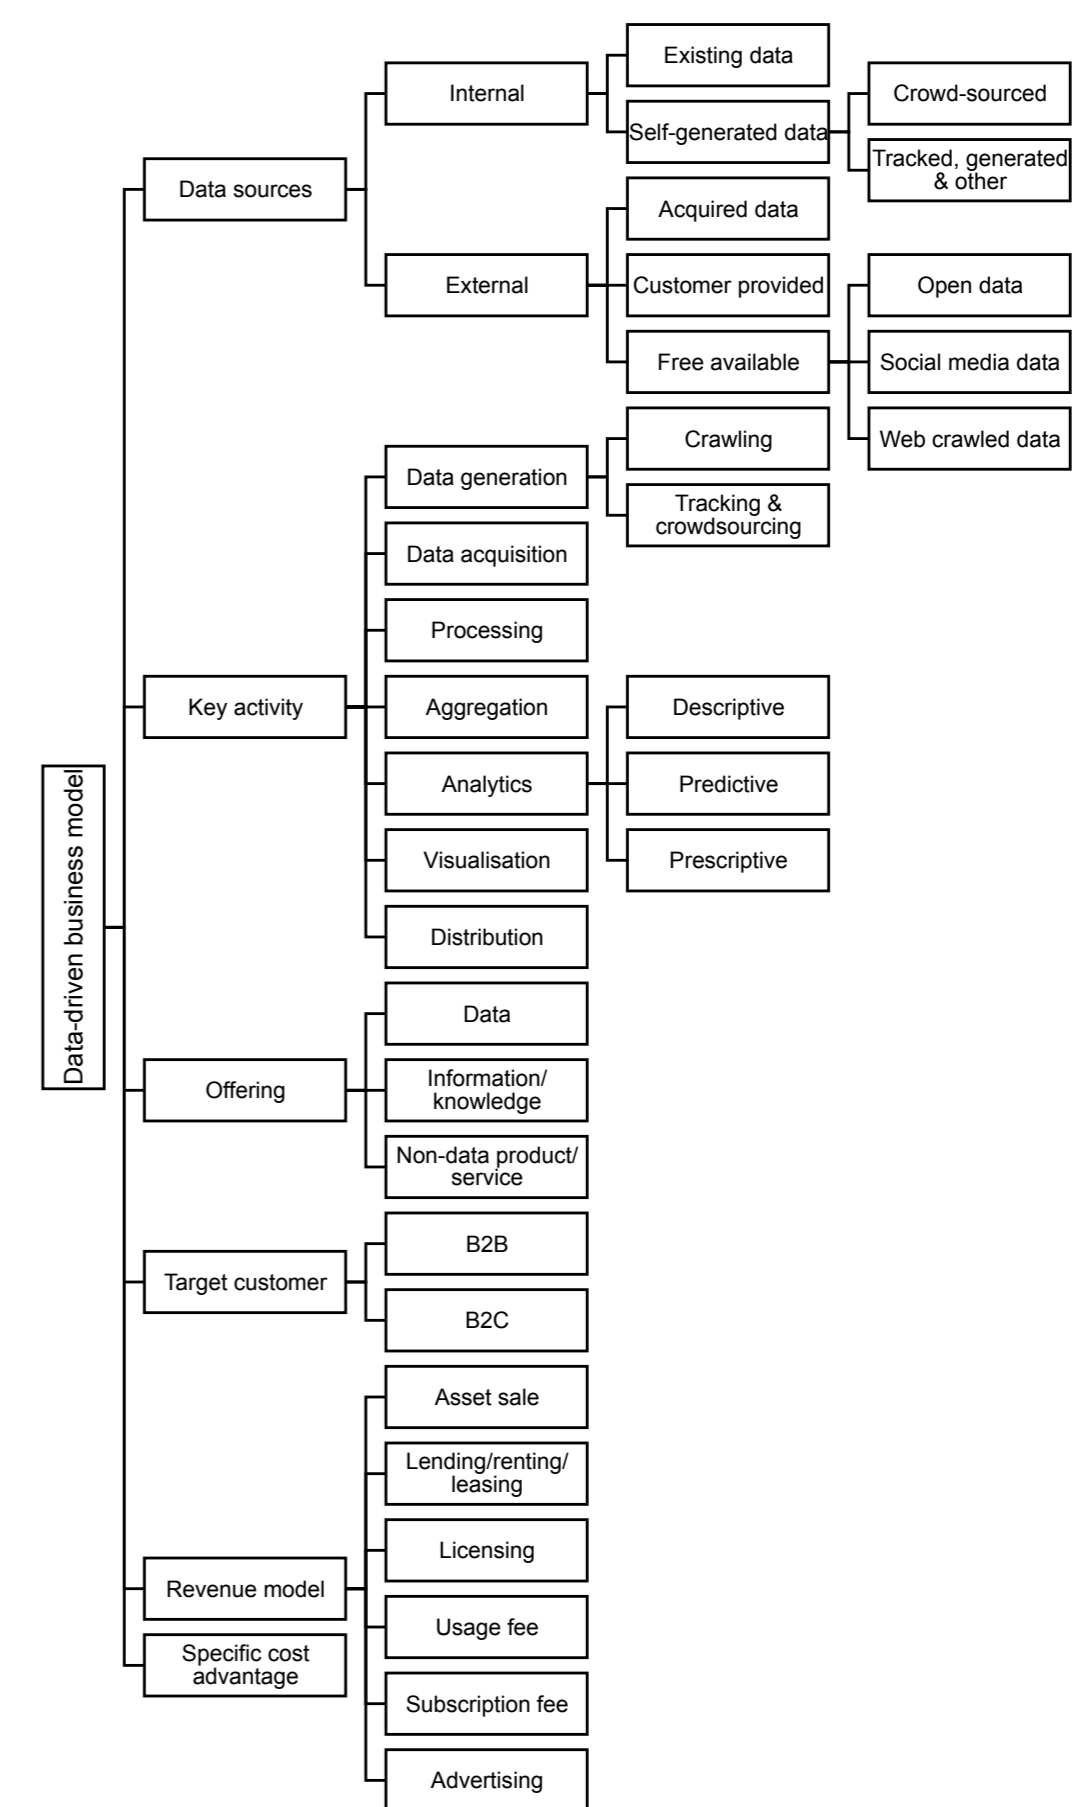 Data-driven business model
Data sources
Internal
Existing data
Self-generated data
Crowd-sourced
Tracked, generated
& other
External
Acquired data
Customer provided
Free available
Open data
Social media data
Web crawled data
Key activity
Data generation
Crawling
Tracking &
crowdsourcing
Data acquisition
Processing
Aggregation
Analytics
Descriptive
Predictive
Prescriptive
Visualisation
Distribution
Offering
Data
Information/
knowledge
Non-data product/
service
Target customer
B2B
B2C
Revenue model
Asset sale
Lending/renting/
leasing
Licensing
Usage fee
Subscription fee
Advertising
Specific cost
advantage